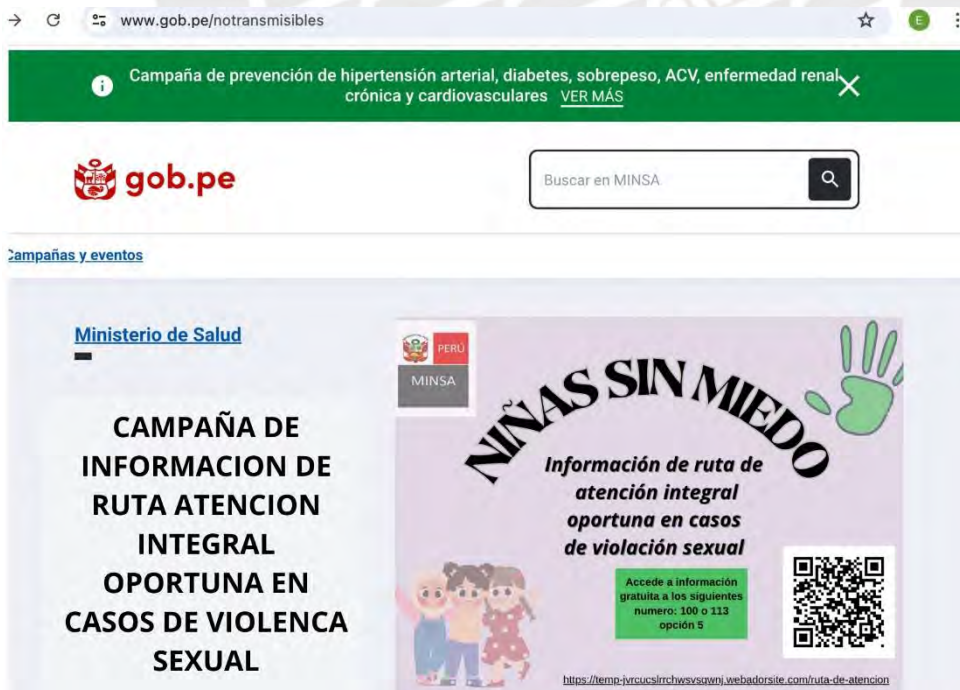 www.gob.pe/notransmisibles
E
Campaña de prevención de hipertensión arterial, diabetes, sobrepeso, ACV, enfermedad renal
crónica y cardiovasculares VER MÁS
gob.pe
Buscar en MINSA
Campañas y eventos
Ministerio de Salud
CAMPAÑA DE
INFORMACION DE
RUTA ATENCION
INTEGRAL
OPORTUNA EN
CASOS DE VIOLENCA
SEXUAL
PERÚ
MINSA
NIÑAS SIN MIEDO
Información de ruta de
atención integral
oportuna en casos
de violación sexual
Accede a información
gratuita a los siguientes
numero: 100 o 113
opción 5
https://temp-jvrcucslrrchwsvsqwnj.webadorsite.com/ruta-de-atencion